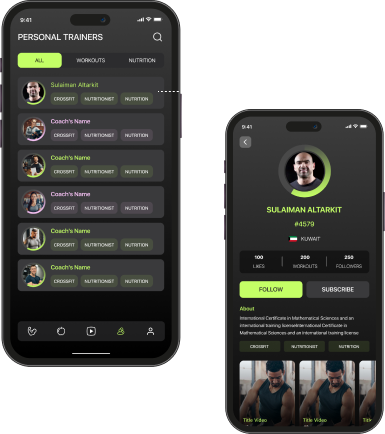 9:41
PERSONAL TRAINERS
ALL WORKOUTS NUTRITION
Sulaiman Altarkit
CROSSFIT NUTRITIONIST NUTRITION
Coach's Name
CROSSFIT NUTRITIONIST NUTRITION
Coach's Name
CROSSFIT NUTRITIONIST NUTRITION
Coach's Name
CROSSFIT NUTRITIONIST NUTRITION
Coach's Name
CROSSFIT NUTRITIONIST NUTRITION
Coach's Name
CROSSFIT NUTRITIONIST NUTRITION
9:41
SULAIMAN ALTARKIT
#4579
KUWAIT
100 200 250
LIKES WORKOUTS FOLLOWERS
FOLLOW SUBSCRIBE
About
International Certificate in Mathematical Sciences and an
international training license International Certificate in
Mathematical Sciences and an international training license
CROSSFIT NUTRITIONIST NUTRITION
Title Video Title Video Title